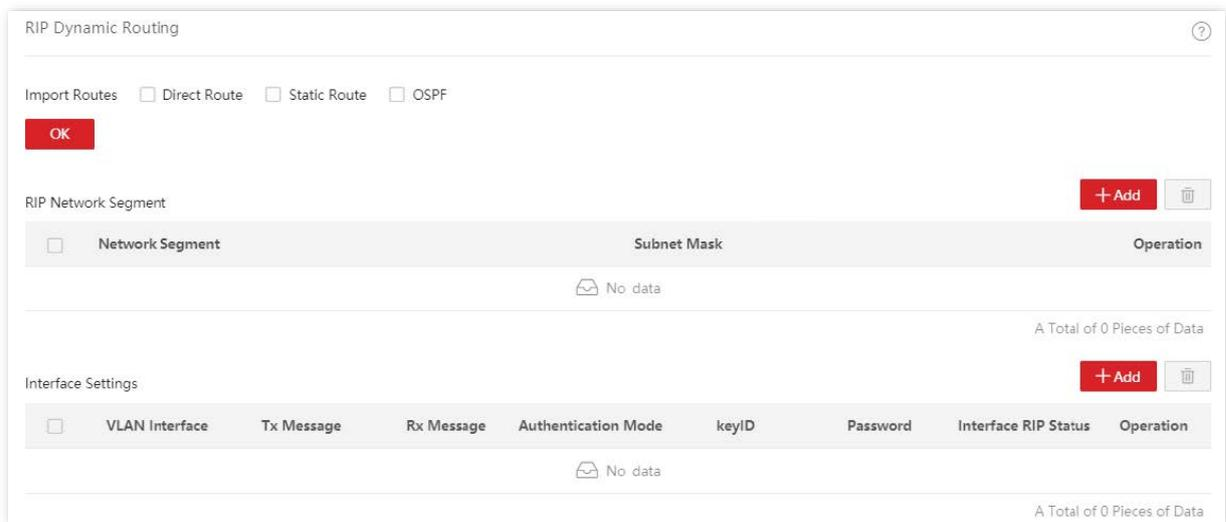 RIP Dynamic Routing
?
Import Routes Direct Route Static Route OSPF
OK
RIP Network Segment
+ Add
Network Segment Subnet Mask Operation
No data
A Total of 0 Pieces of Data
Interface Settings
+ Add
VLAN Interface Tx Message Rx Message Authentication Mode keyID Password Interface RIP Status Operation
No data
A Total of 0 Pieces of Data